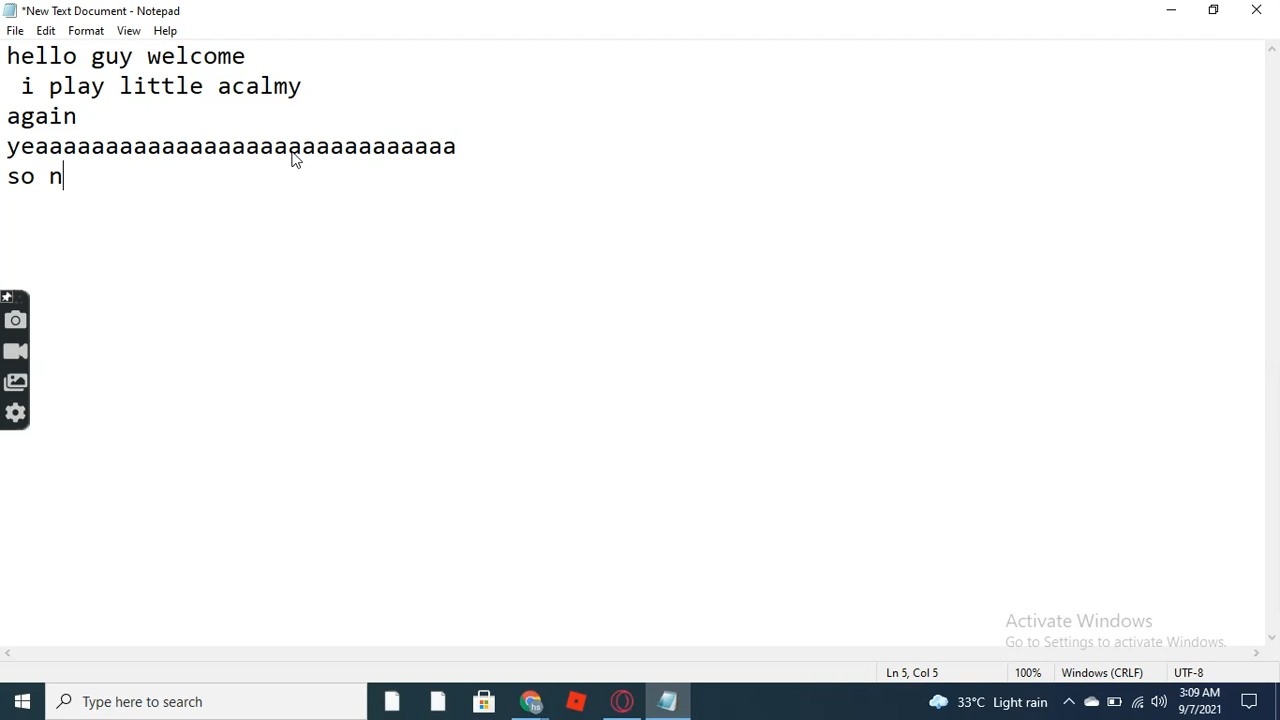 *New Text Document - Notepad
File Edit Format View Help
hello guy welcome
i play little acalmy
again
yeaaaaaaaaaaaaaaaaaaaaaaaaaaaaaa
so n
Activate Windows
Go to Settings to activate Windows.
Ln 5, Col 5 100% Windows (CRLF) UTF-8
Type here to search
hs
33°C Light rain
3:09 AM
9/7/2021